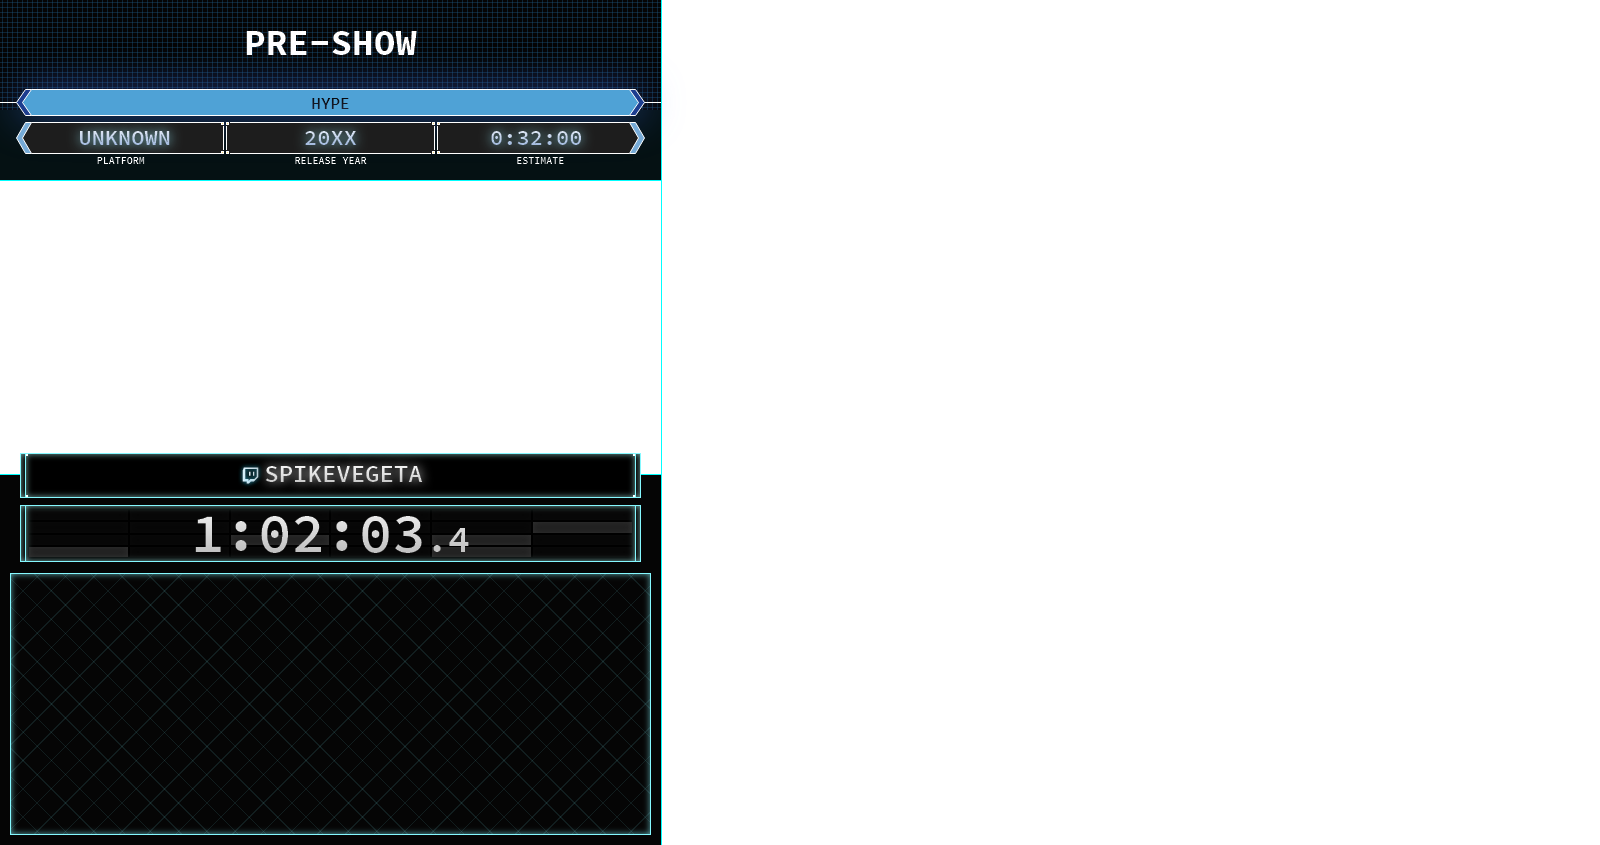 PRE-SHOW
HYPE
UNKNOWN 20XX 0:32:00
PLATFORM RELEASE YEAR ESTIMATE
SPIKEVEGETA
1:02:03.4